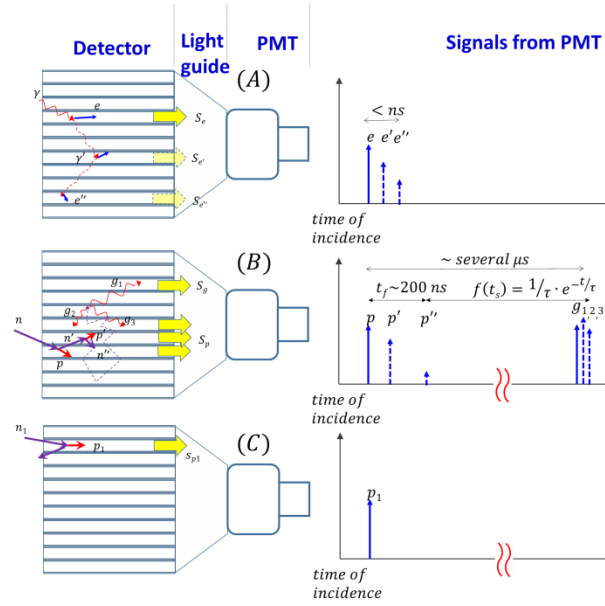 Detector
Light guide
PMT
Signals from PMT
(A)
γ
e
γ'
e''
S_e
S_e'
S_e''
< ns
e e' e''
time of
incidence
(B)
g_1
g_2
g_3
n
n'
p'
p
n''
S_g
S_p
~ several μs
t_f~200 ns
f(t_s) = 1/τ · e^{-t/τ}
p p' p''
g_1,2,3
time of
incidence
(C)
n_1
p_1
s_p1
p_1
time of
incidence